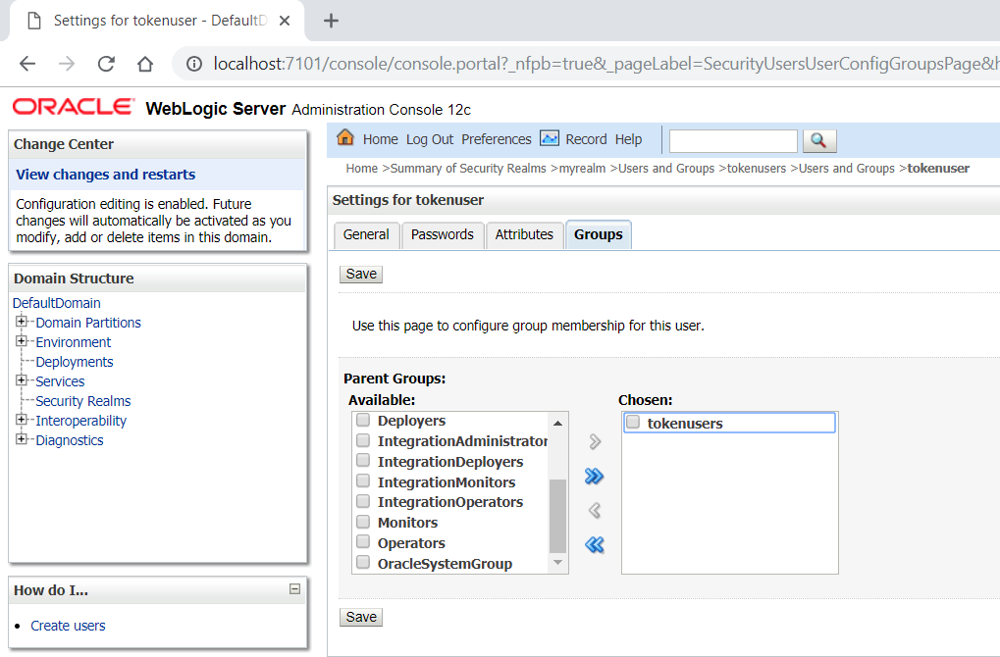 Settings for tokenuser - DefaultD
localhost:7101/console/console.portal?_nfpb=true&_pageLabel=SecurityUsersUserConfigGroupsPage&h
ORACLE WebLogic Server Administration Console 12c
Change Center
View changes and restarts
Configuration editing is enabled. Future
changes will automatically be activated as you
modify, add or delete items in this domain.
Domain Structure
DefaultDomain
Domain Partitions
Environment
Deployments
Services
Security Realms
Interoperability
Diagnostics
How do I...
Create users
Home Log Out Preferences Record Help
Home >Summary of Security Realms >myrealm >Users and Groups >tokenusers >Users and Groups >tokenuser
Settings for tokenuser
General Passwords Attributes Groups
Save
Use this page to configure group membership for this user.
Parent Groups:
Available:
Deployers
IntegrationAdministrator
IntegrationDeployers
IntegrationMonitors
IntegrationOperators
Monitors
Operators
OracleSystemGroup
Chosen:
tokenusers
Save